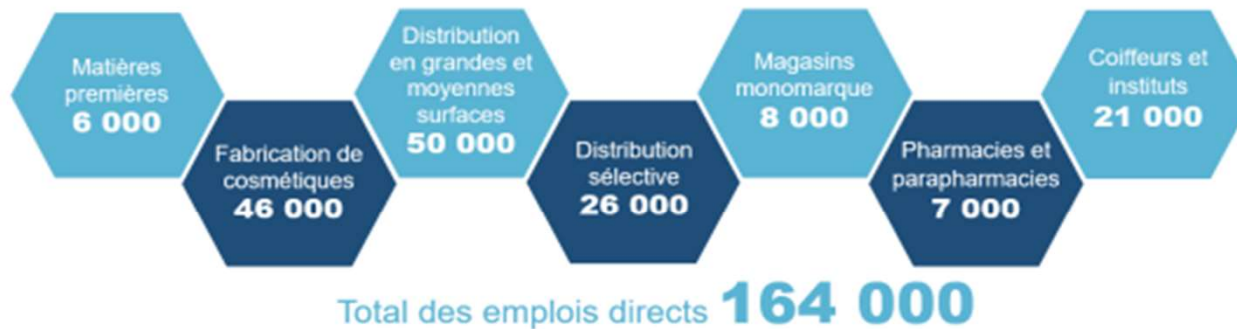 Matières
premières
6 000
Fabrication de
cosmétiques
46 000
Distribution
en grandes et
moyennes
surfaces
50 000
Distribution
sélective
26 000
Magasins
monomarque
8 000
Pharmacies et
parapharmacies
7 000
Coiffeurs et
instituts
21 000
Total des emplois directs 164 000